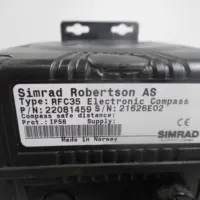 Simrad Robertson AS
Type: RFC35 Electronic Compass
P/N: 22081459 S/N: 21626E02
Compass safe distance:
Prot.: IP56 Supply:
SIMRAD
Made in Norway